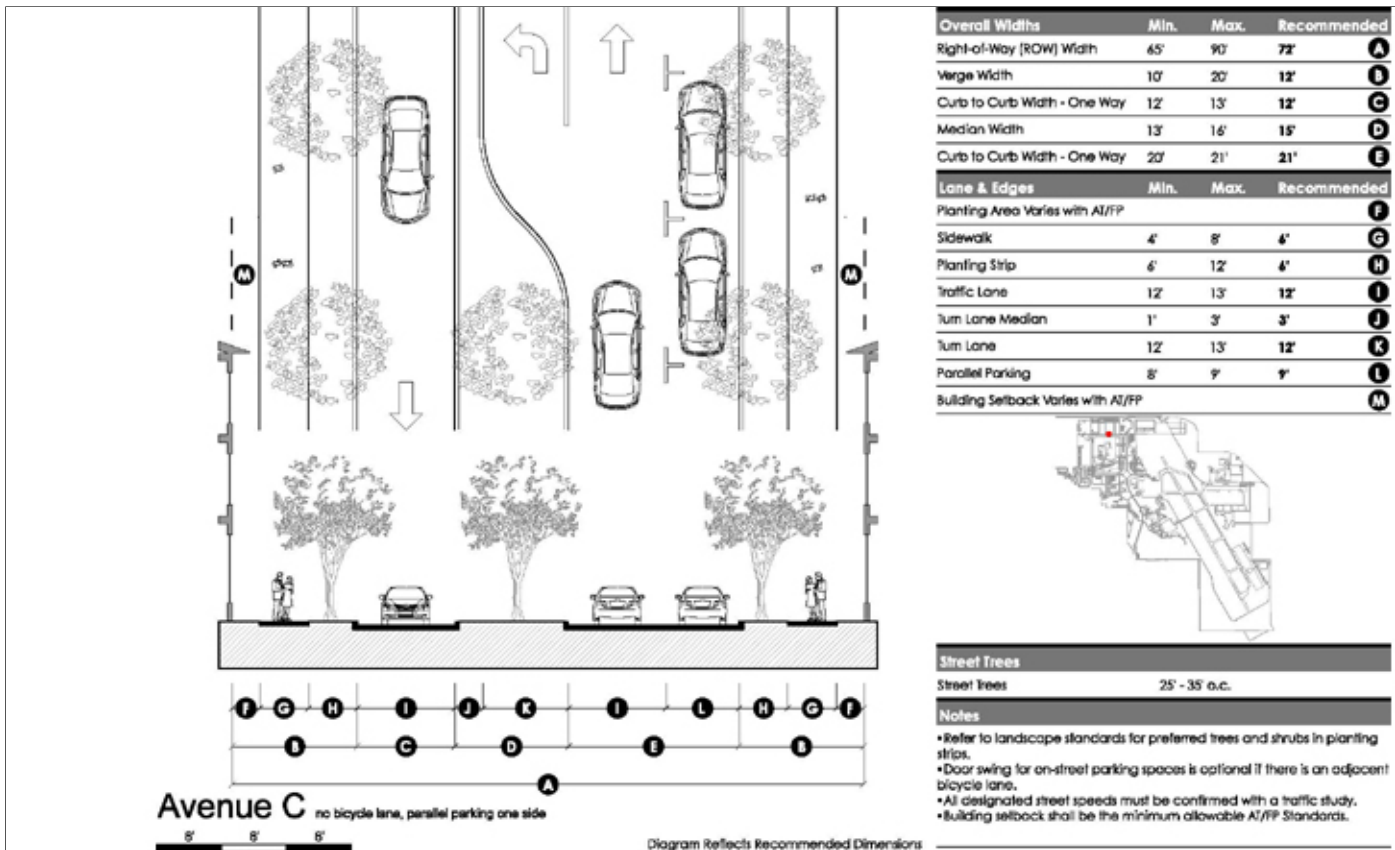 M
M
F G H I J K I L H G F
B C D E B
A
Avenue C no bicycle lane, parallel parking one side
8' 8' 8'
Diagram Reflects Recommended Dimensions
Overall Widths Min. Max. Recommended
Right-of-Way (ROW) Width 65' 90' 72' A
Verge Width 10' 20' 12' B
Curb to Curb Width - One Way 12' 13' 12' C
Median Width 13' 16' 15' D
Curb to Curb Width - One Way 20' 21' 21' E
Lane & Edges Min. Max. Recommended
Planting Area Varies with AT/FP F
Sidewalk 4' 8' 6' G
Planting Strip 6' 12' 6' H
Traffic Lane 12' 13' 12' I
Turn Lane Median 1' 3' 3' J
Turn Lane 12' 13' 12' K
Parallel Parking 8' 9' 9' L
Building Setback Varies with AT/FP M
Street Trees
Street Trees 25' - 35' o.c.
Notes
•Refer to landscape standards for preferred trees and shrubs in planting
strips.
•Door swing for on-street parking spaces is optional if there is an adjacent
bicycle lane.
•All designated street speeds must be confirmed with a traffic study.
•Building setback shall be the minimum allowable AT/FP Standards.